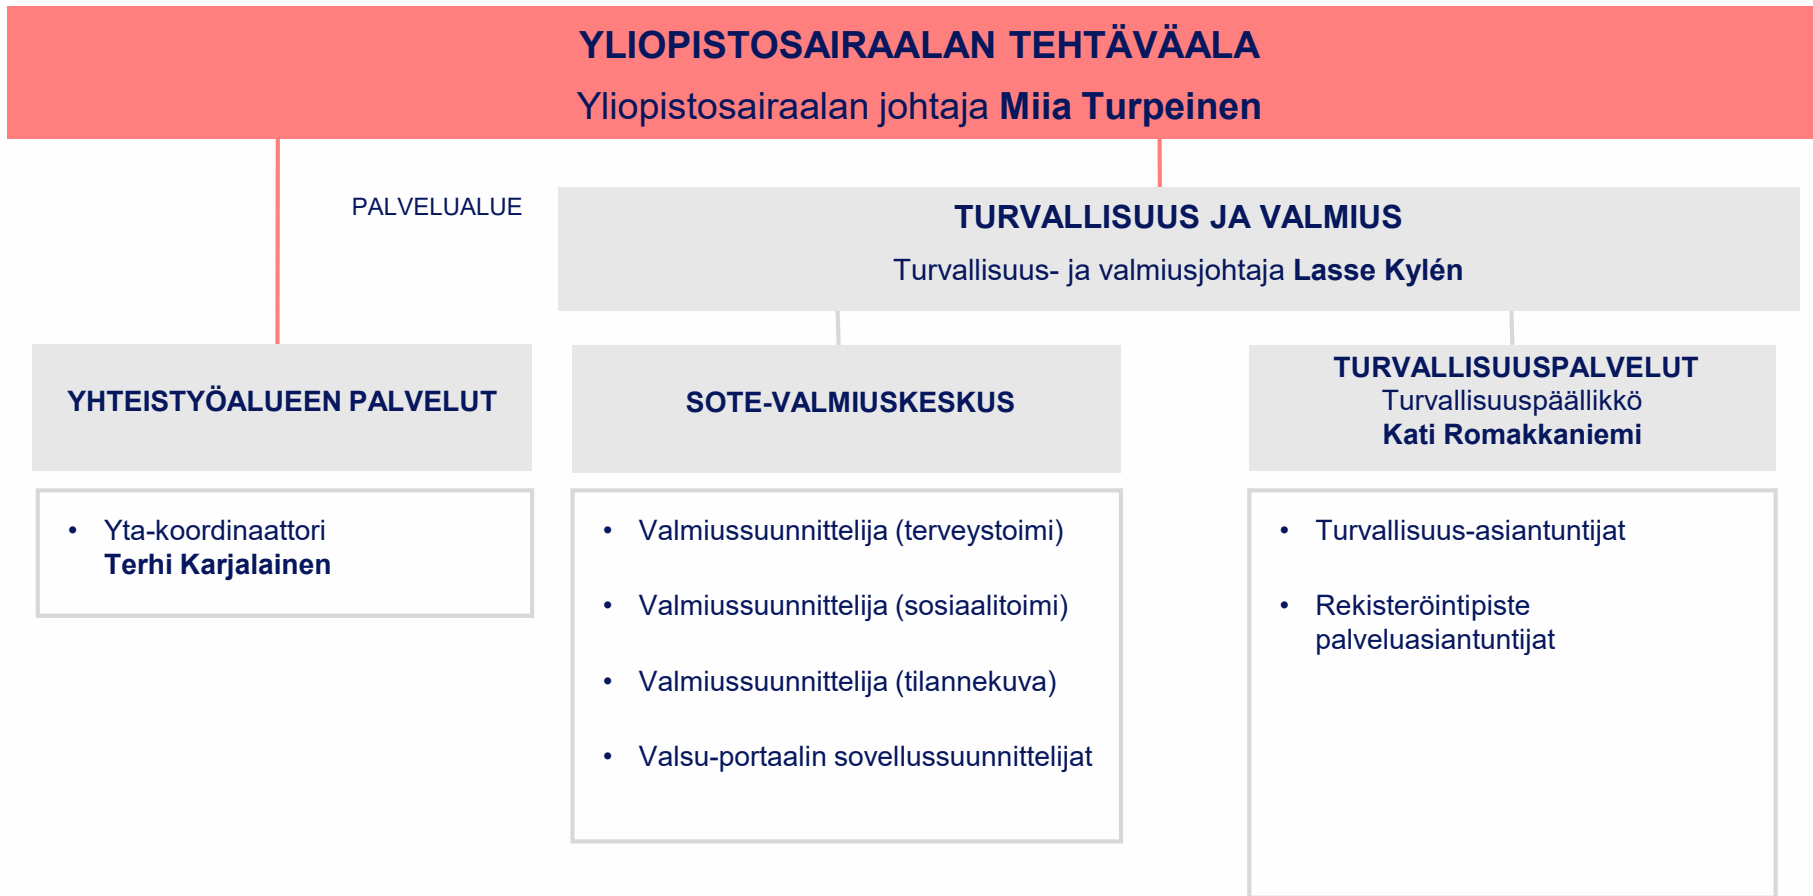 YLIOPISTOSAIRAALAN TEHTÄVÄALA
Yliopistosairaalan johtaja Miia Turpeinen
PALVELUALUE
TURVALLISUUS JA VALMIUS
Turvallisuus- ja valmiusjohtaja Lasse Kylén
YHTEISTYÖALUEEN PALVELUT
• Yta-koordinaattori
Terhi Karjalainen
SOTE-VALMIUSKESKUS
• Valmiussuunnittelija (terveystoimi)
• Valmiussuunnittelija (sosiaalitoimi)
• Valmiussuunnittelija (tilannekuva)
• Valsu-portaalin sovellussuunnittelijat
TURVALLISUUSPALVELUT
Turvallisuuspäällikkö
Kati Romakkaniemi
• Turvallisuus-asiantuntijat
• Rekisteröintipiste
palveluasiantuntijat